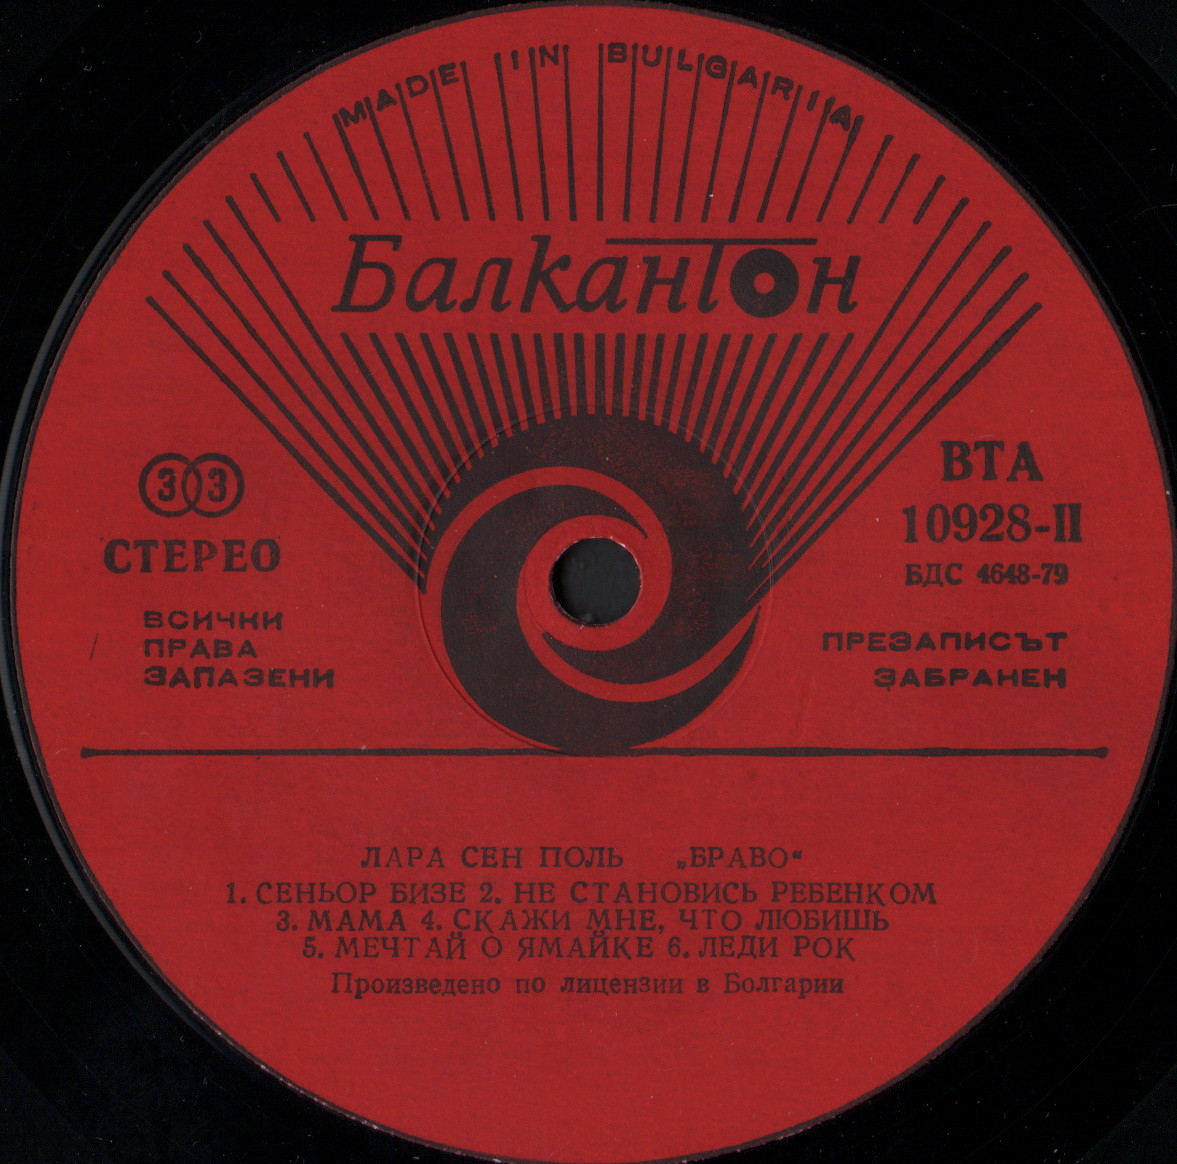 MADE IN BULGARIA
Балкантон
33
СТЕРЕО
ВСИЧКИ
ПРАВА
ЗАПАЗЕНИ
ВТА
10928-II
БДС 4648-79
ПРЕЗАПИСЪТ
ЗАБРАНЕН
ЛАРА СЕН ПОЛЬ „БРАВО“
1. СЕНЬОР БИЗЕ 2. НЕ СТАНОВИСЬ РЕБЕНКОМ
3. МАМА 4. СКАЖИ МНЕ, ЧТО ЛЮБИШЬ
5. МЕЧТАЙ О ЯМАЙКЕ 6. ЛЕДИ РОК
Произведено по лицензии в Болгарии